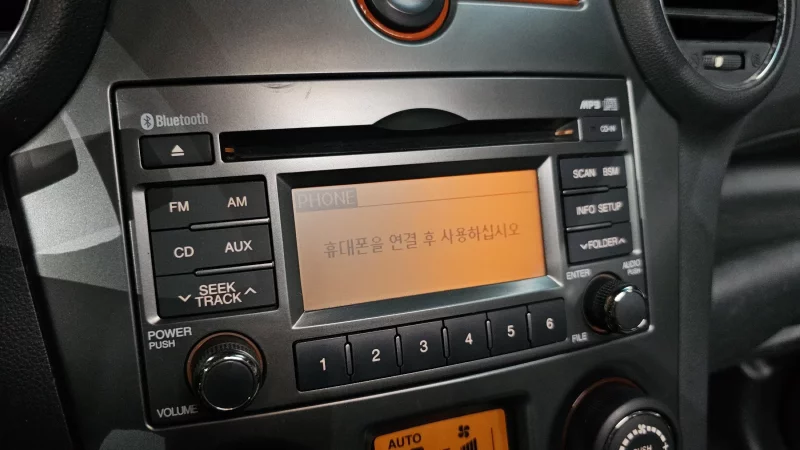 Bluetooth
MP3
CD-IN
FM AM
CD AUX
SEEK
TRACK
SCAN BSM
INFO SETUP
FOLDER
PHONE
휴대폰을 연결 후 사용하십시오
ENTER
AUDIO
PUSH
FILE
POWER
PUSH
VOLUME
1 2 3 4 5 6
AUTO
PUSH